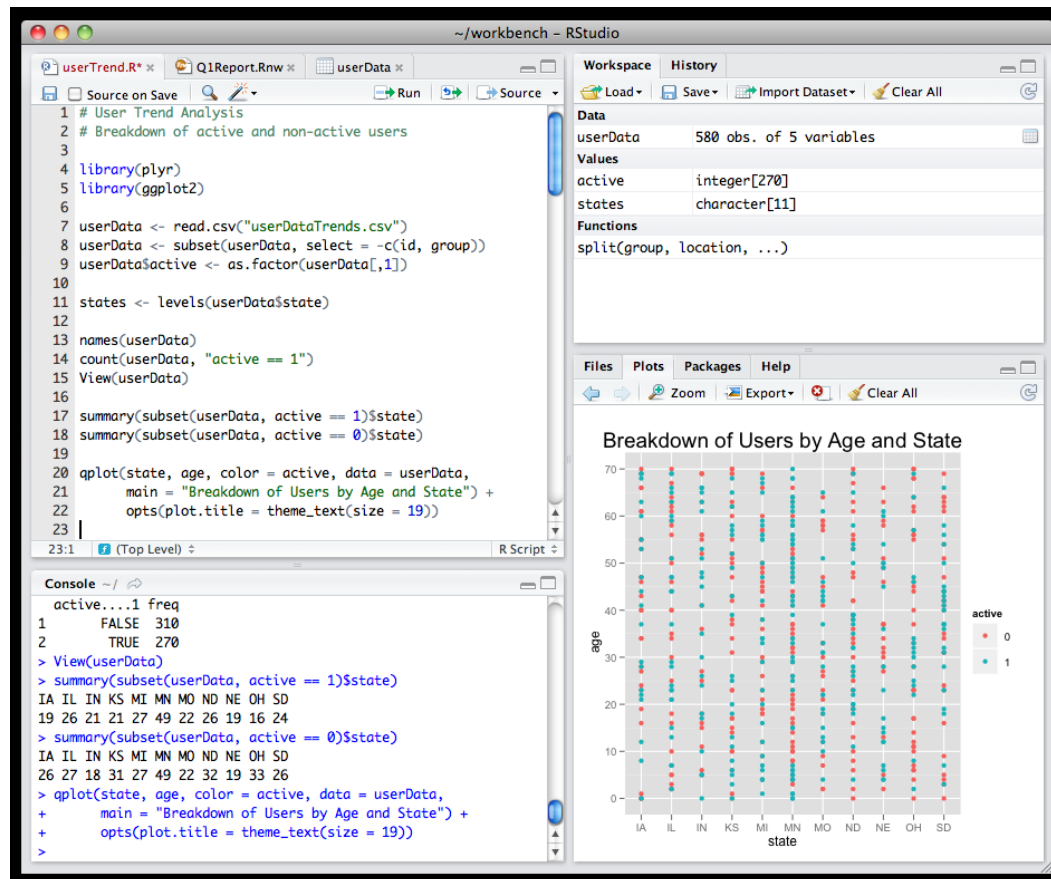 ~/workbench – RStudio
userTrend.R* × Q1Report.Rnw × userData ×
Source on Save Run Source
1 # User Trend Analysis
2 # Breakdown of active and non-active users
3
4 library(plyr)
5 library(ggplot2)
6
7 userData <- read.csv("userDataTrends.csv")
8 userData <- subset(userData, select = -c(id, group))
9 userData$active <- as.factor(userData[,1])
10
11 states <- levels(userData$state)
12
13 names(userData)
14 count(userData, "active == 1")
15 View(userData)
16
17 summary(subset(userData, active == 1)$state)
18 summary(subset(userData, active == 0)$state)
19
20 qplot(state, age, color = active, data = userData,
21 main = "Breakdown of Users by Age and State") +
22 opts(plot.title = theme_text(size = 19))
23
23:1 (Top Level) R Script
Console ~/
active....1 freq
1 FALSE 310
2 TRUE 270
> View(userData)
> summary(subset(userData, active == 1)$state)
IA IL IN KS MI MN MO ND NE OH SD
19 26 21 21 27 49 22 26 19 16 24
> summary(subset(userData, active == 0)$state)
IA IL IN KS MI MN MO ND NE OH SD
26 27 18 31 27 49 22 32 19 33 26
> qplot(state, age, color = active, data = userData,
+ main = "Breakdown of Users by Age and State") +
+ opts(plot.title = theme_text(size = 19))
>
Workspace History
Load Save Import Dataset Clear All
Data
userData 580 obs. of 5 variables
Values
active integer[270]
states character[11]
Functions
split(group, location, ...)
Files Plots Packages Help
Zoom Export Clear All
Breakdown of Users by Age and State
70
60
50
40
30
20
10
0
age
IA IL IN KS MI MN MO ND NE OH SD
state
active
0
1